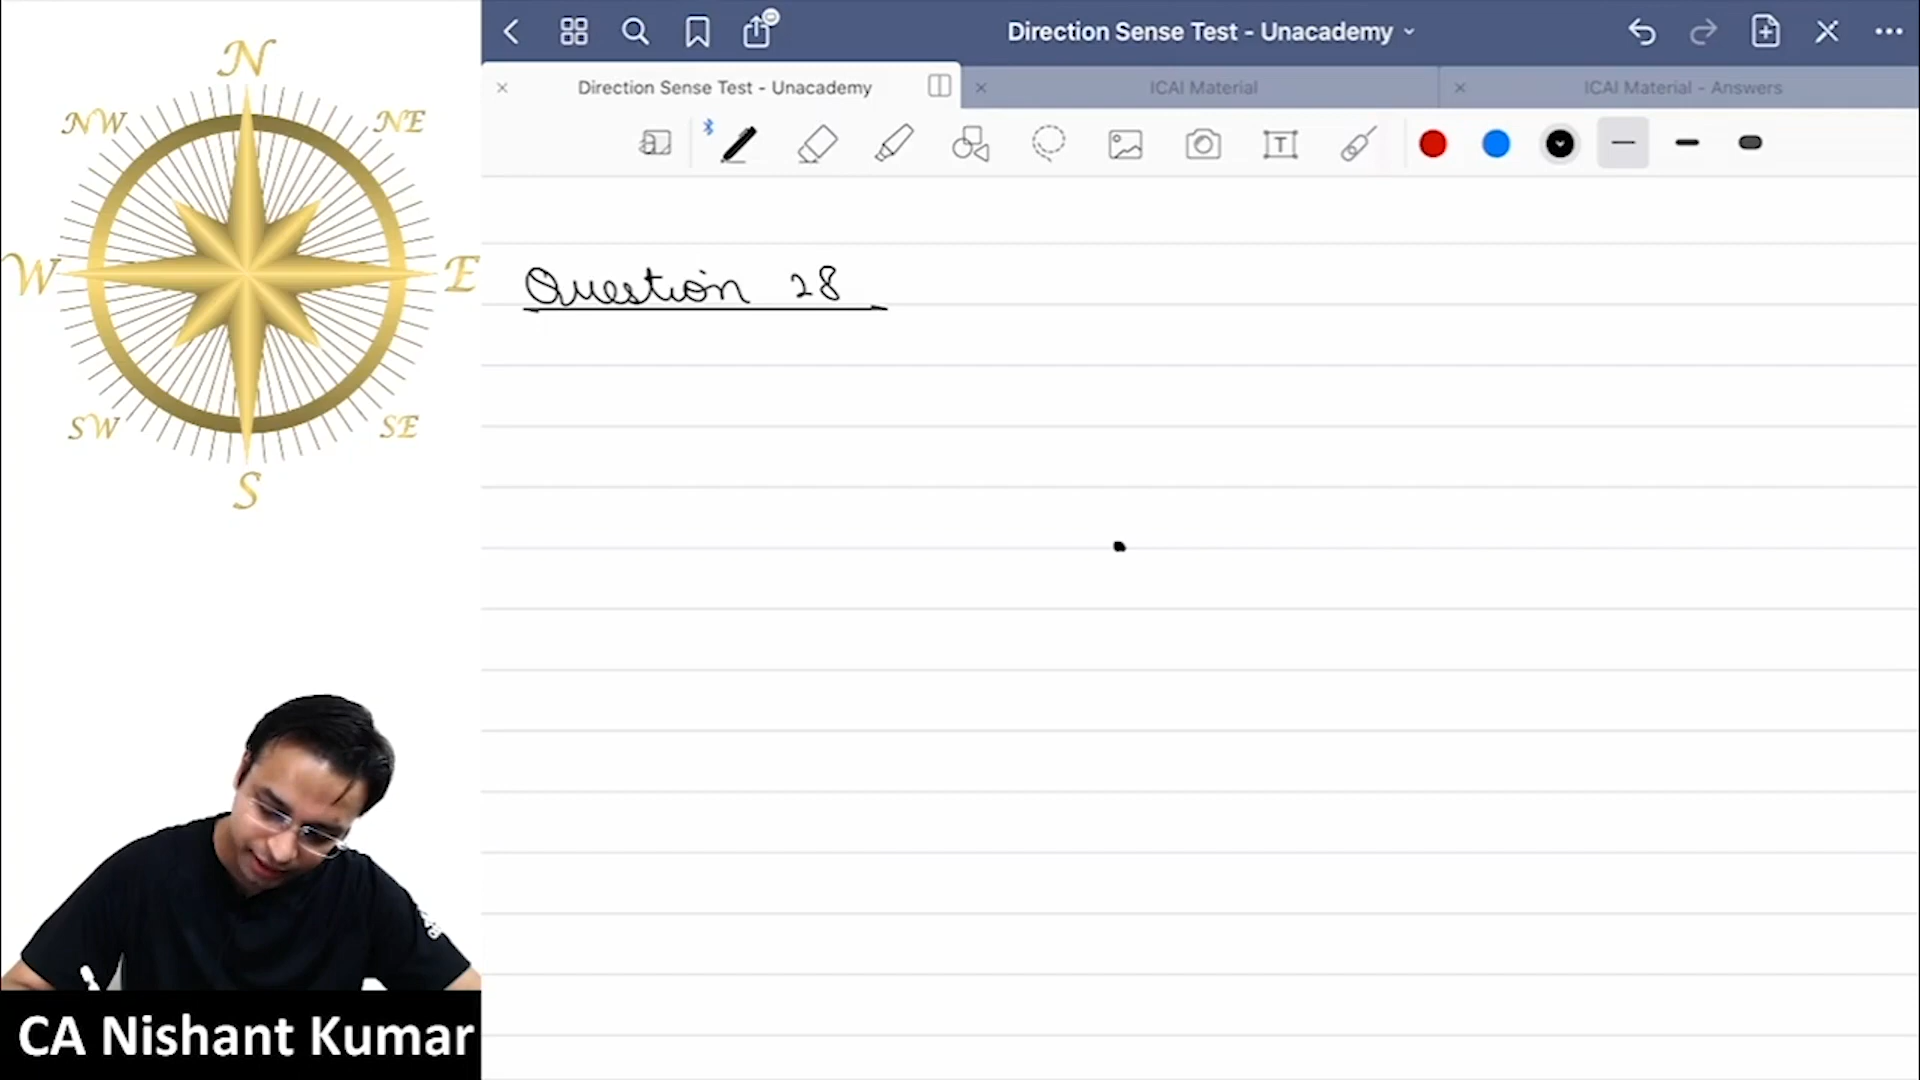 Direction Sense Test - Unacademy
Direction Sense Test - Unacademy
ICAI Material
ICAI Material - Answers
a
T
N
NW
NE
W
E
SW
SE
S
Question 28
CA Nishant Kumar